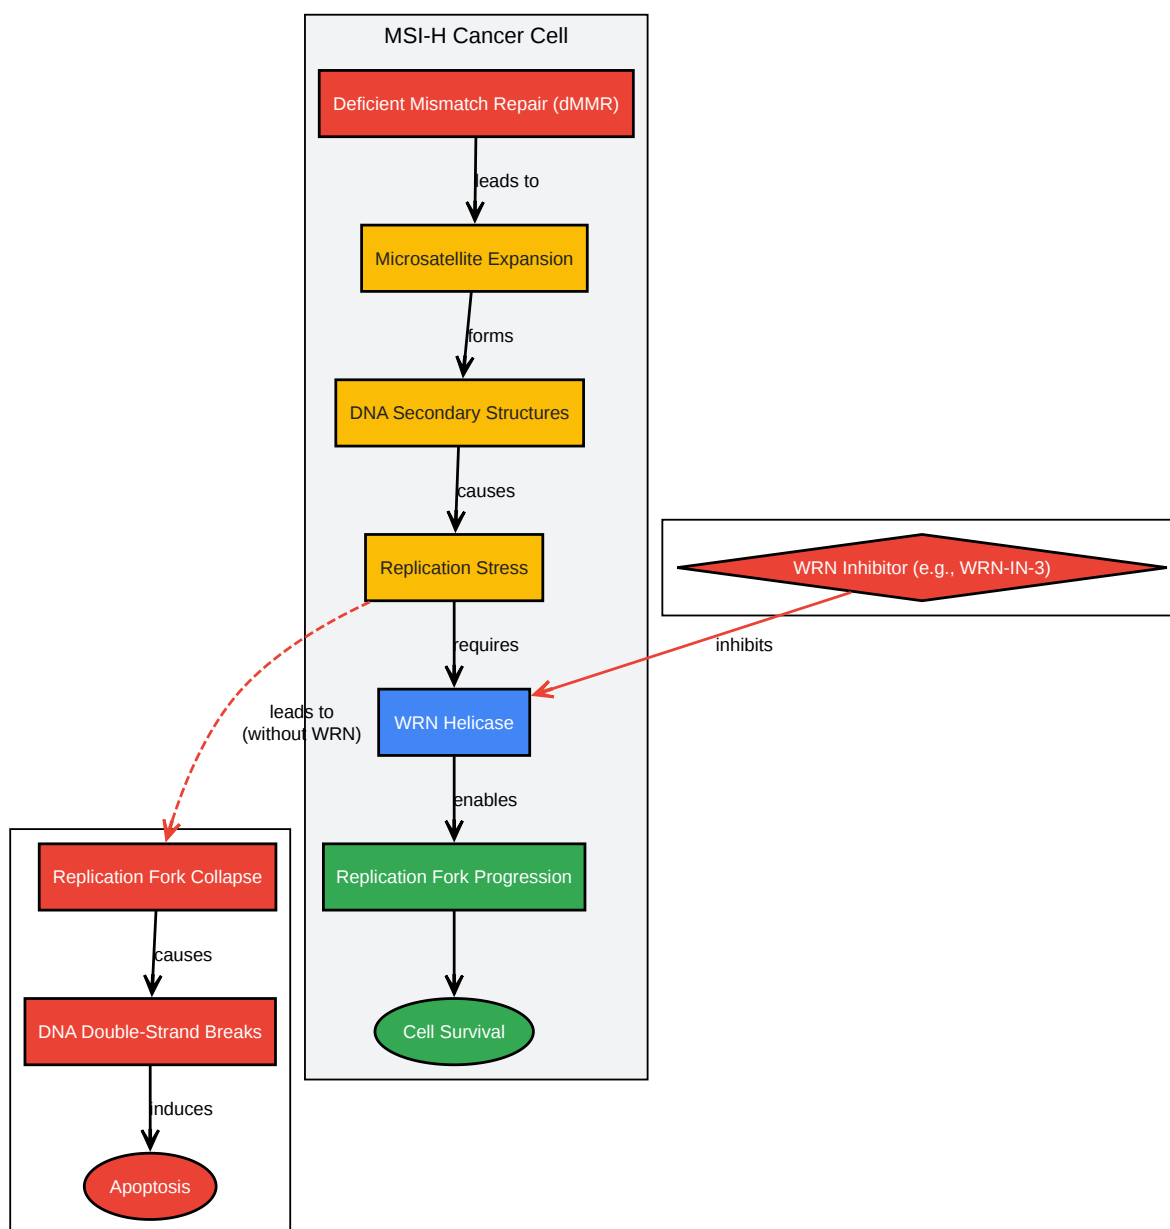 MSI-H Cancer Cell
Deficient Mismatch Repair (dMMR)
leads to
Microsatellite Expansion
forms
DNA Secondary Structures
causes
Replication Stress
WRN Inhibitor (e.g., WRN-IN-3)
requires
inhibits
leads to
(without WRN)
WRN Helicase
enables
Replication Fork Collapse
Replication Fork Progression
causes
DNA Double-Strand Breaks
Cell Survival
induces
Apoptosis